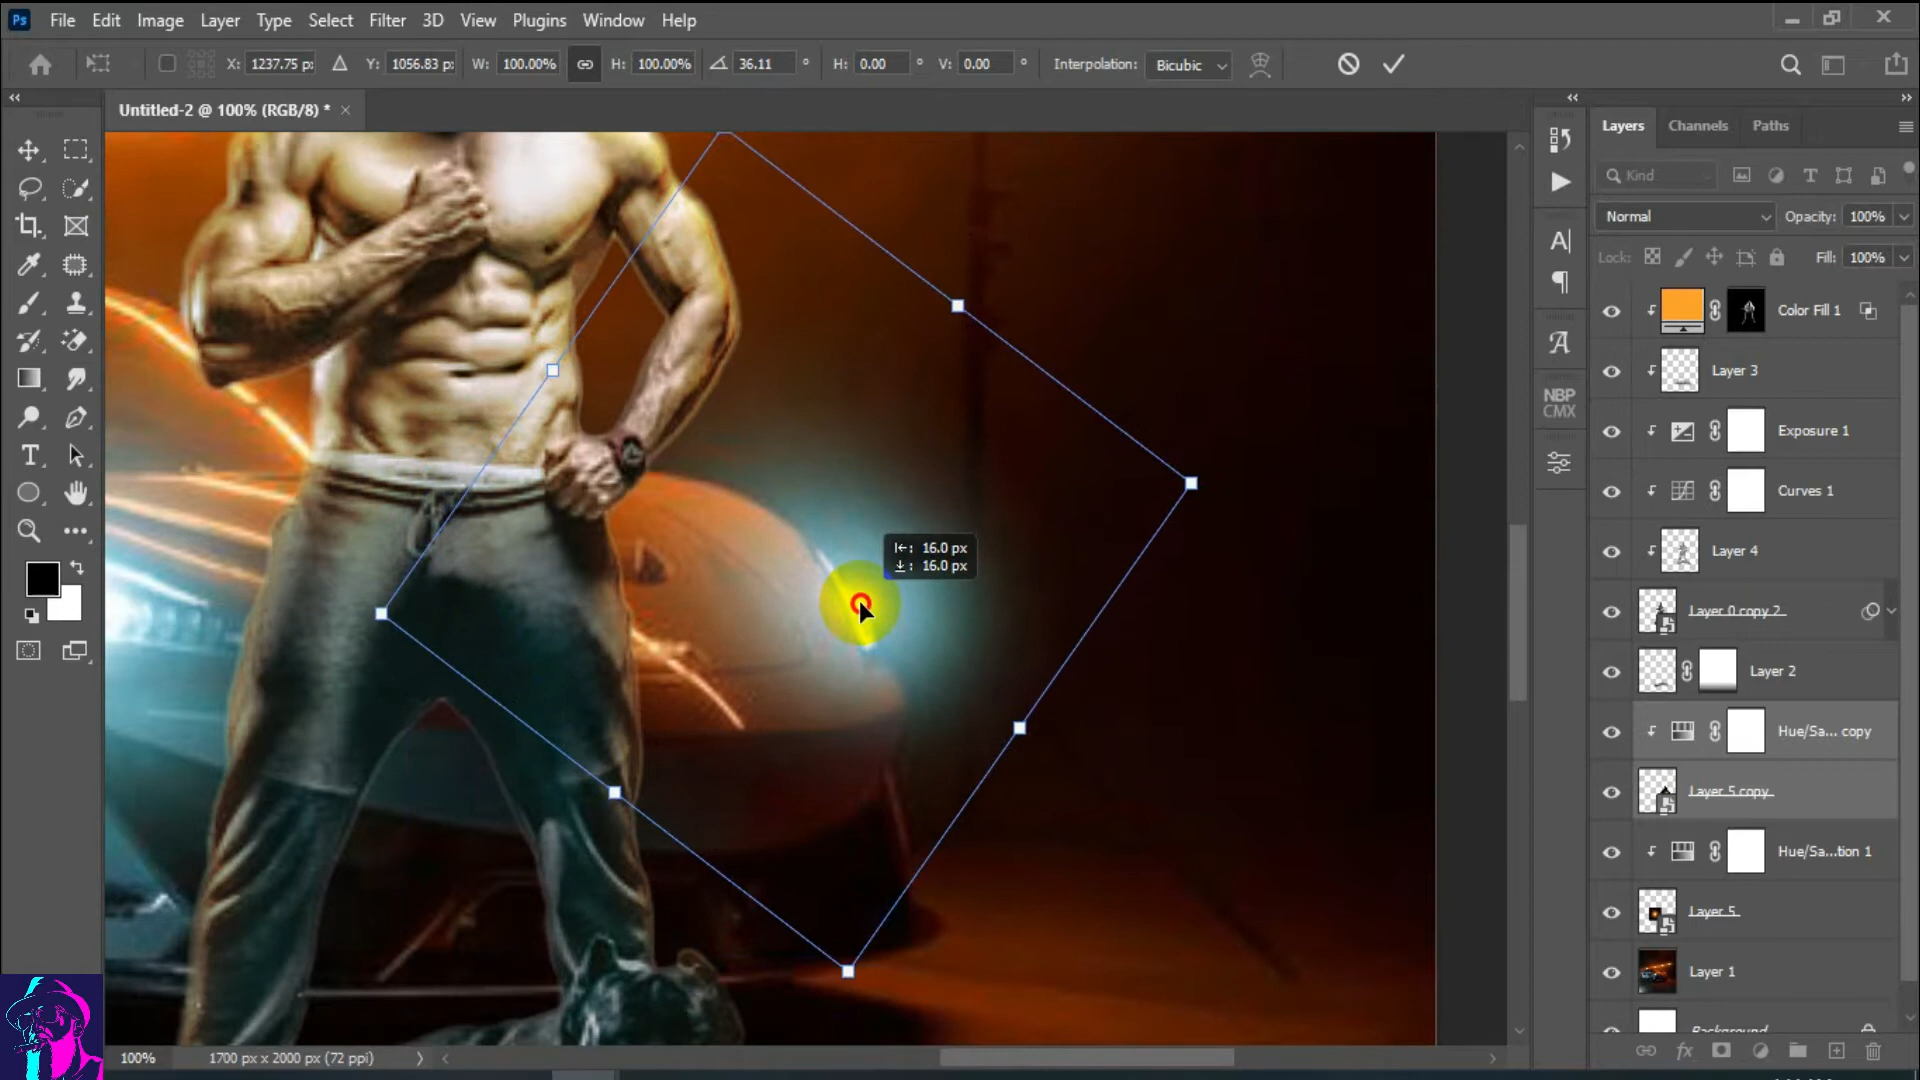 Ps File Edit Image Layer Type Select Filter 3D View Plugins Window Help
X: 1237.75 p Y: 1056.83 p W: 100.00% H: 100.00% 36.11 ° H: 0.00 ° V: 0.00 ° Interpolation: Bicubic
Untitled-2 @ 100% (RGB/8) * ×
Layers Channels Paths
Kind
Normal Opacity: 100%
Lock: Fill: 100%
NBP
CMX
Color Fill 1
Layer 3
Exposure 1
Curves 1
Layer 4
Layer 0 copy 2
Layer 2
Hue/Sa... copy
Layer 5 copy
Hue/Sa...tion 1
Layer 5
Layer 1
Background
16.0 px
16.0 px
100% 1700 px x 2000 px (72 ppi)
fx